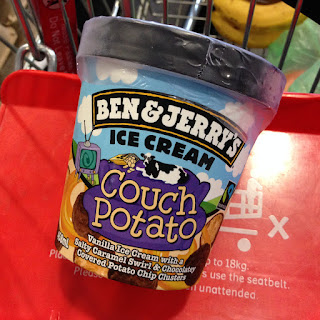 BEN & JERRY'S
ICE CREAM
Couch
Potato
Vanilla Ice Cream with a
Salty Caramel Swirl & Chocolatey
Covered Potato Chip Clusters
up to 18kg.
use the seatbelt.
unattended.